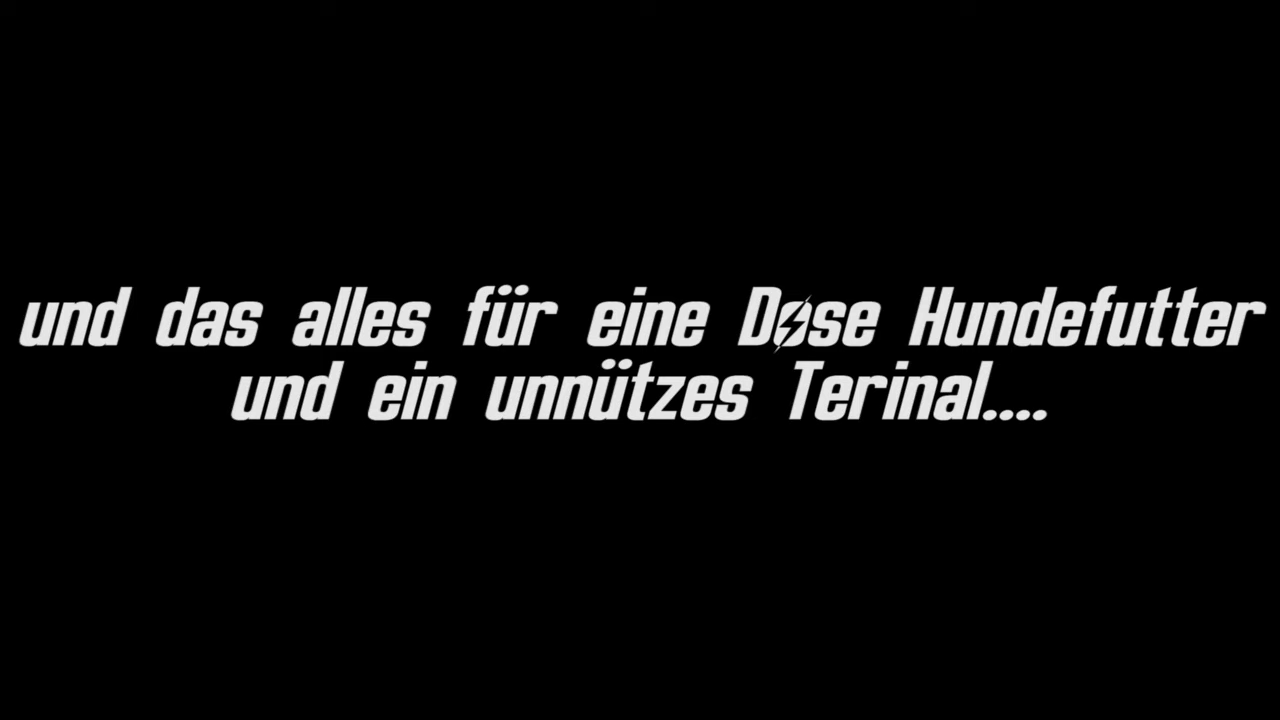 und das alles für eine Dose Hundefutter
und ein unnützes Terinal....